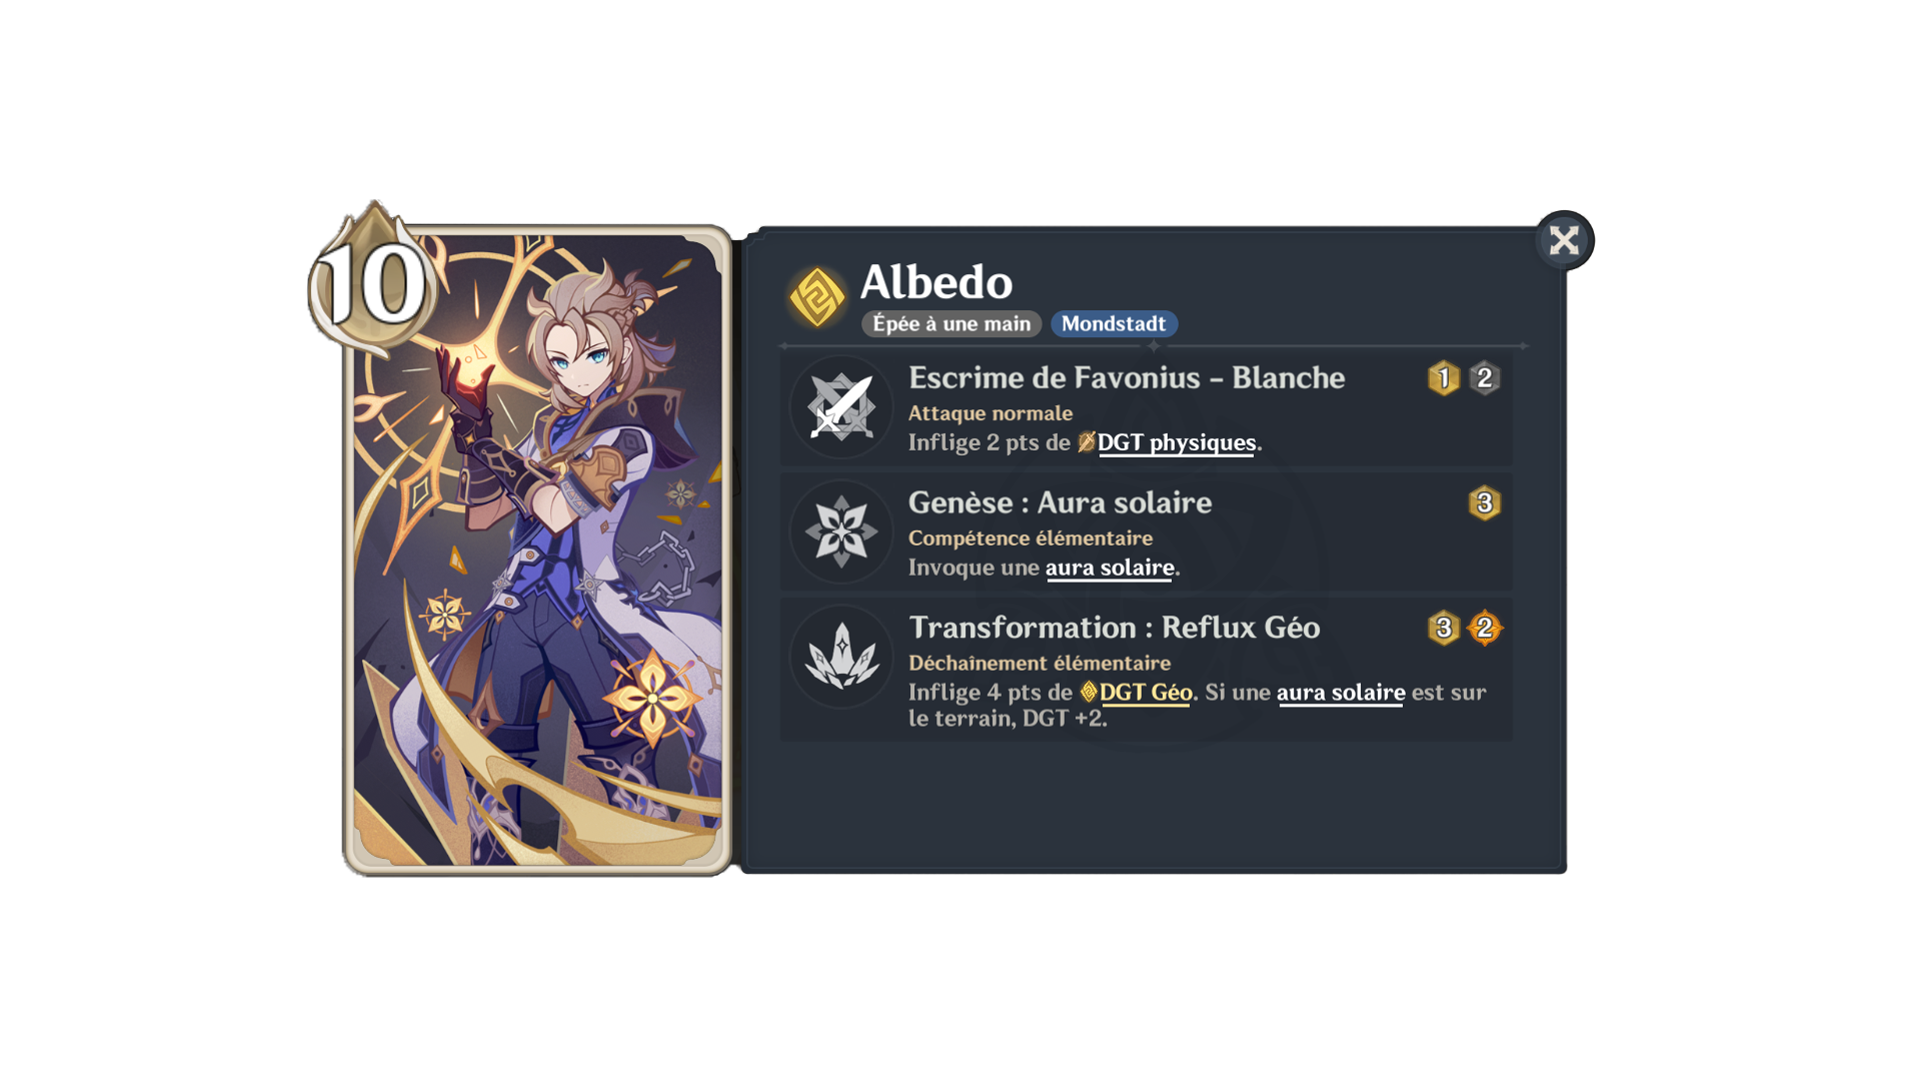 10
Albedo
Épée à une main Mondstadt
Escrime de Favonius – Blanche 1 2
Attaque normale
Inflige 2 pts de DGT physiques.
Genèse : Aura solaire 3
Compétence élémentaire
Invoque une aura solaire.
Transformation : Reflux Géo 3 2
Déchaînement élémentaire
Inflige 4 pts de DGT Géo. Si une aura solaire est sur
le terrain, DGT +2.